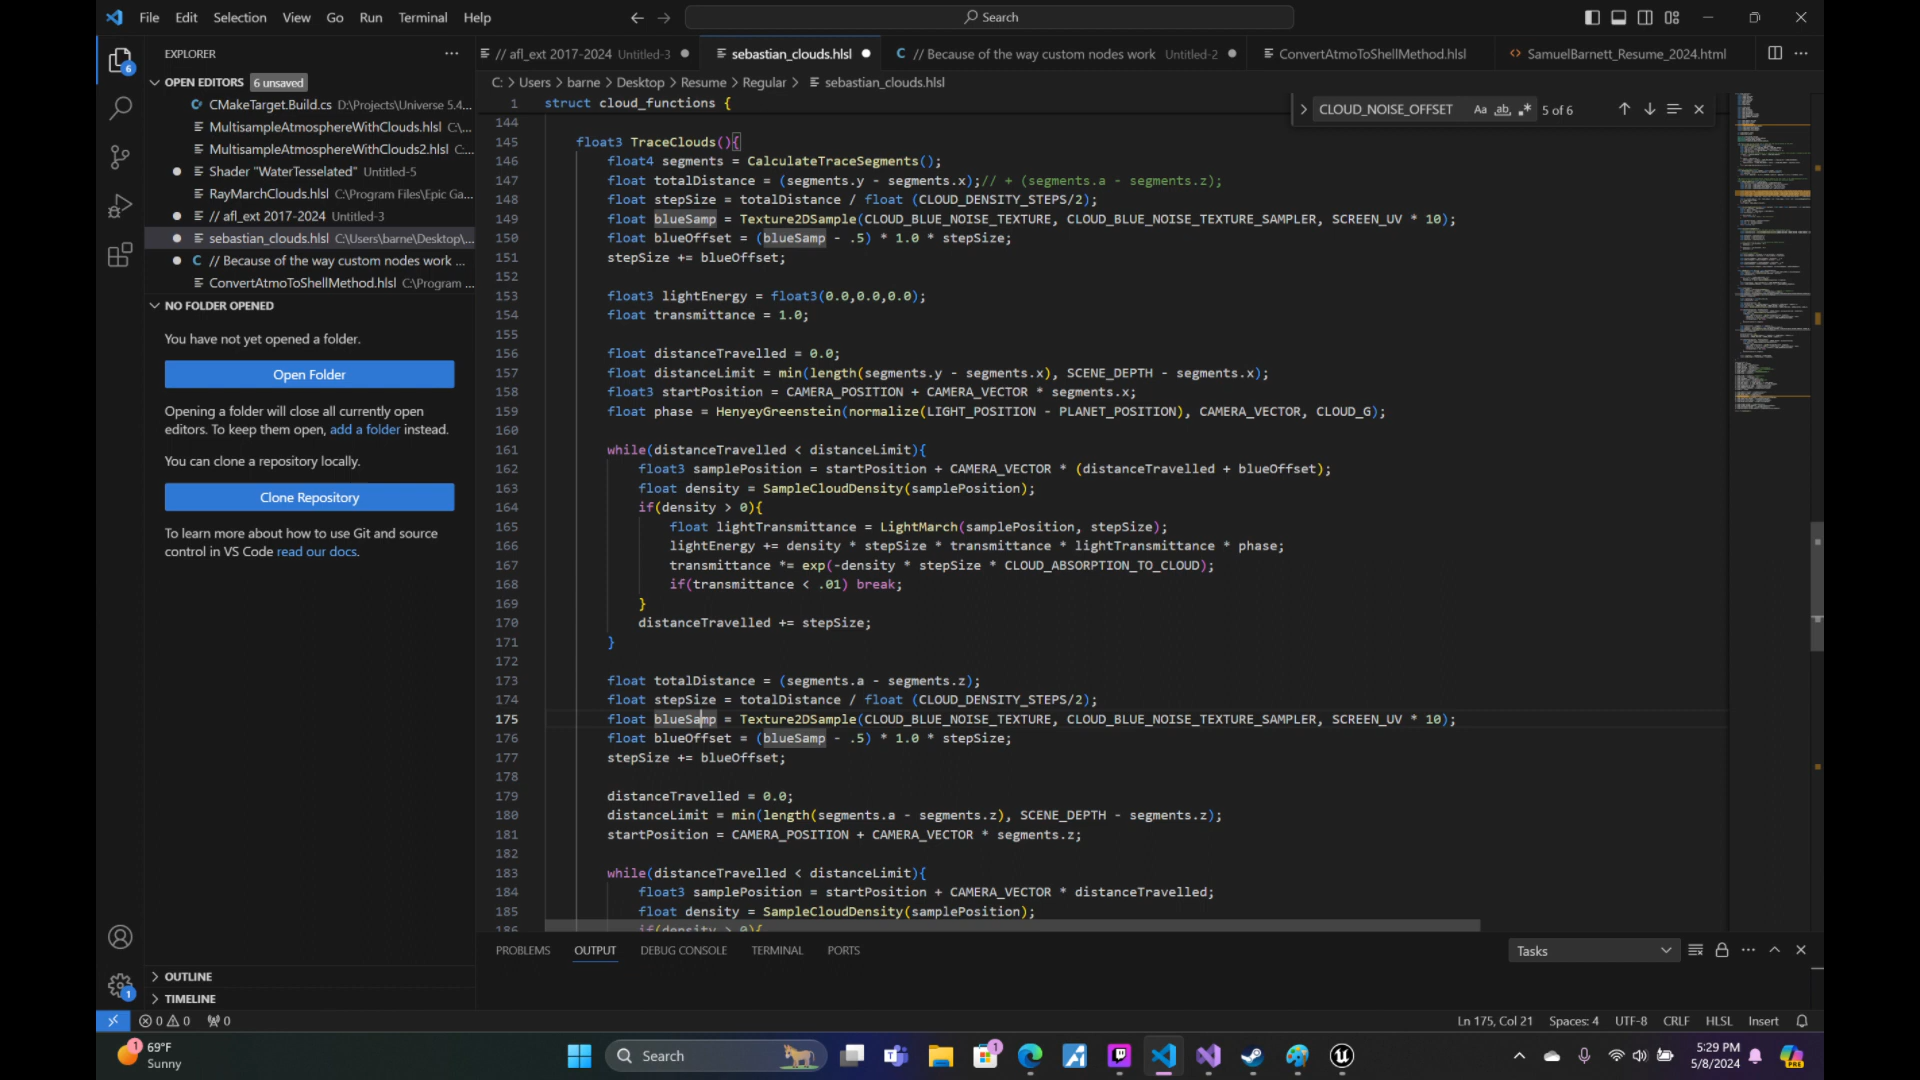 File Edit Selection View Go Run Terminal Help
Search
EXPLORER
OPEN EDITORS 6 unsaved
CMakeTarget.Build.cs D:\Projects\Universe 5.4...
MultisampleAtmosphereWithClouds.hlsl C:\...
MultisampleAtmosphereWithClouds2.hlsl C:...
Shader "WaterTesselated" Untitled-5
RayMarchClouds.hlsl C:\Program Files\Epic Ga...
// afl_ext 2017-2024 Untitled-3
sebastian_clouds.hlsl C:\Users\barne\Desktop\...
// Because of the way custom nodes work ...
ConvertAtmoToShellMethod.hlsl C:\Program ...
NO FOLDER OPENED
You have not yet opened a folder.
Open Folder
Opening a folder will close all currently open
editors. To keep them open, add a folder instead.
You can clone a repository locally.
Clone Repository
To learn more about how to use Git and source
control in VS Code read our docs.
OUTLINE
TIMELINE
// afl_ext 2017-2024 Untitled-3
sebastian_clouds.hlsl
// Because of the way custom nodes work Untitled-2
ConvertAtmoToShellMethod.hlsl
SamuelBarnett_Resume_2024.html
C: > Users > barne > Desktop > Resume > Regular > sebastian_clouds.hlsl
CLOUD_NOISE_OFFSET Aa ab 5 of 6
1 struct cloud_functions {
144
145 float3 TraceClouds(){
146 float4 segments = CalculateTraceSegments();
147 float totalDistance = (segments.y - segments.x);// + (segments.a - segments.z);
148 float stepSize = totalDistance / float (CLOUD_DENSITY_STEPS/2);
149 float blueSamp = Texture2DSample(CLOUD_BLUE_NOISE_TEXTURE, CLOUD_BLUE_NOISE_TEXTURE_SAMPLER, SCREEN_UV * 10);
150 float blueOffset = (blueSamp - .5) * 1.0 * stepSize;
151 stepSize += blueOffset;
152
153 float3 lightEnergy = float3(0.0,0.0,0.0);
154 float transmittance = 1.0;
155
156 float distanceTravelled = 0.0;
157 float distanceLimit = min(length(segments.y - segments.x), SCENE_DEPTH - segments.x);
158 float3 startPosition = CAMERA_POSITION + CAMERA_VECTOR * segments.x;
159 float phase = HenyeyGreenstein(normalize(LIGHT_POSITION - PLANET_POSITION), CAMERA_VECTOR, CLOUD_G);
160
161 while(distanceTravelled < distanceLimit){
162 float3 samplePosition = startPosition + CAMERA_VECTOR * (distanceTravelled + blueOffset);
163 float density = SampleCloudDensity(samplePosition);
164 if(density > 0){
165 float lightTransmittance = LightMarch(samplePosition, stepSize);
166 lightEnergy += density * stepSize * transmittance * lightTransmittance * phase;
167 transmittance *= exp(-density * stepSize * CLOUD_ABSORPTION_TO_CLOUD);
168 if(transmittance < .01) break;
169 }
170 distanceTravelled += stepSize;
171 }
172
173 float totalDistance = (segments.a - segments.z);
174 float stepSize = totalDistance / float (CLOUD_DENSITY_STEPS/2);
175 float blueSamp = Texture2DSample(CLOUD_BLUE_NOISE_TEXTURE, CLOUD_BLUE_NOISE_TEXTURE_SAMPLER, SCREEN_UV * 10);
176 float blueOffset = (blueSamp - .5) * 1.0 * stepSize;
177 stepSize += blueOffset;
178
179 distanceTravelled = 0.0;
180 distanceLimit = min(length(segments.a - segments.z), SCENE_DEPTH - segments.z);
181 startPosition = CAMERA_POSITION + CAMERA_VECTOR * segments.z;
182
183 while(distanceTravelled < distanceLimit){
184 float3 samplePosition = startPosition + CAMERA_VECTOR * distanceTravelled;
185 float density = SampleCloudDensity(samplePosition);
186 if(density > 0){
PROBLEMS OUTPUT DEBUG CONSOLE TERMINAL PORTS
Tasks
0 0 0
Ln 175, Col 21 Spaces: 4 UTF-8 CRLF HLSL Insert
69°F
Sunny
Search
5:29 PM
5/8/2024